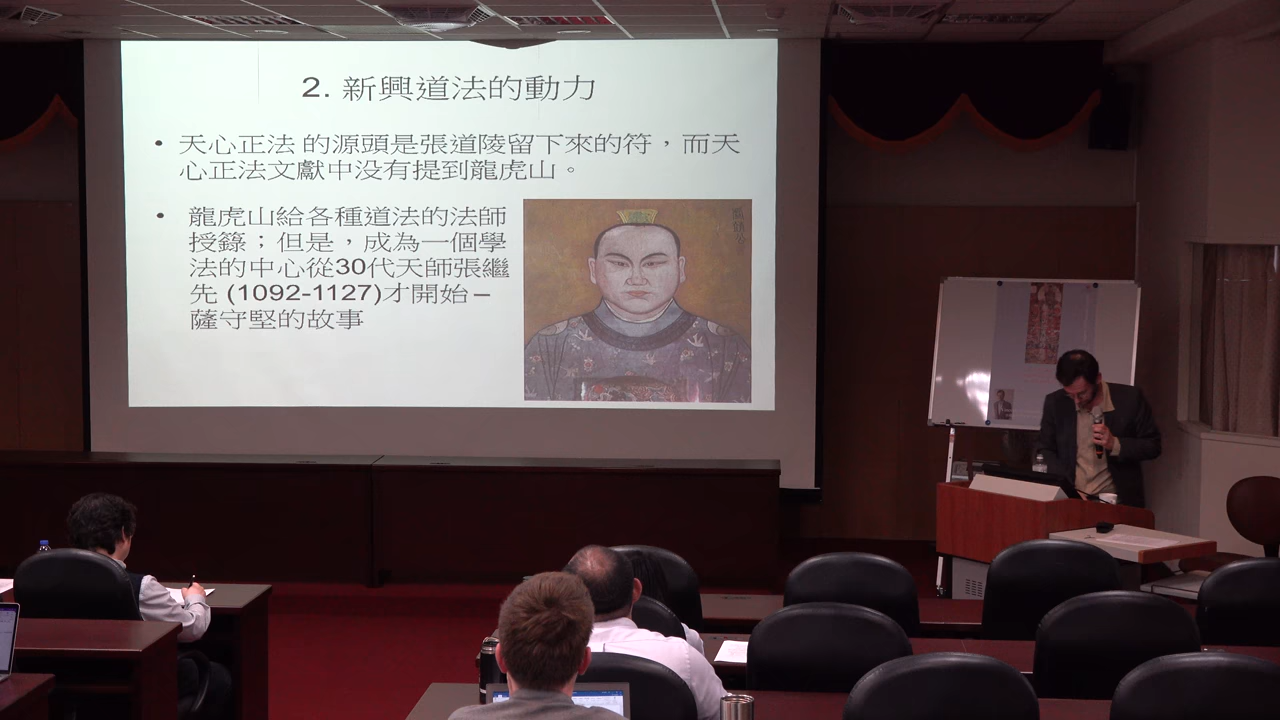 2. 新興道法的動力
• 天心正法 的源頭是張道陵留下來的符，而天
心正法文獻中没有提到龍虎山。
• 龍虎山給各種道法的法師
授籙；但是，成為一個學
法的中心從30代天師張繼
先 (1092-1127)才開始 –
薩守堅的故事